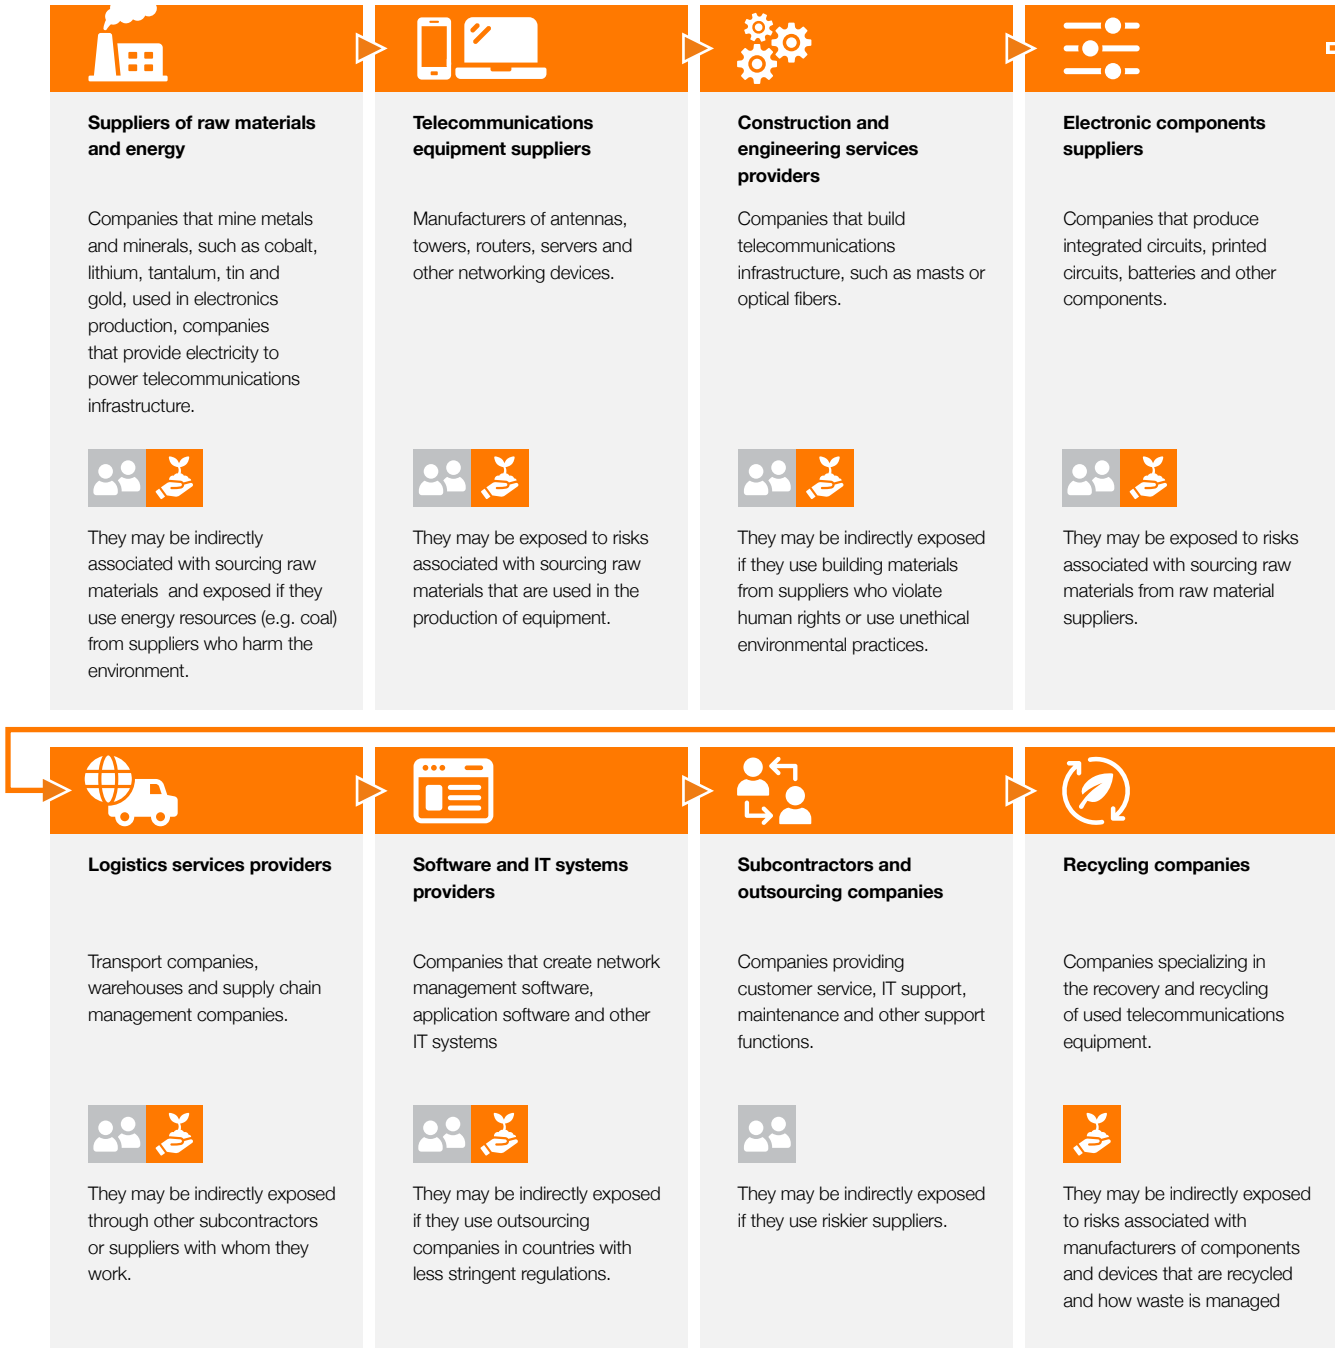 Suppliers of raw materials
and energy
Companies that mine metals
and minerals, such as cobalt,
lithium, tantalum, tin and
gold, used in electronics
production, companies
that provide electricity to
power telecommunications
infrastructure.
They may be indirectly
associated with sourcing raw
materials  and exposed if they
use energy resources (e.g. coal)
from suppliers who harm the
environment.
Telecommunications
equipment suppliers
Manufacturers of antennas,
towers, routers, servers and
other networking devices.
They may be exposed to risks
associated with sourcing raw
materials that are used in the
production of equipment.
Construction and
engineering services
providers
Companies that build
telecommunications
infrastructure, such as masts or
optical fibers.
They may be indirectly exposed
if they use building materials
from suppliers who violate
human rights or use unethical
environmental practices.
Electronic components
suppliers
Companies that produce
integrated circuits, printed
circuits, batteries and other
components.
They may be exposed to risks
associated with sourcing raw
materials from raw material
suppliers.
Logistics services providers
Transport companies,
warehouses and supply chain
management companies.
They may be indirectly exposed
through other subcontractors
or suppliers with whom they
work.
Software and IT systems
providers
Companies that create network
management software,
application software and other
IT systems
They may be indirectly exposed
if they use outsourcing
companies in countries with
less stringent regulations.
Subcontractors and
outsourcing companies
Companies providing
customer service, IT support,
maintenance and other support
functions.
They may be indirectly exposed
if they use riskier suppliers.
Recycling companies
Companies specializing in
the recovery and recycling
of used telecommunications
equipment.
They may be indirectly exposed
to risks associated with
manufacturers of components
and devices that are recycled
and how waste is managed